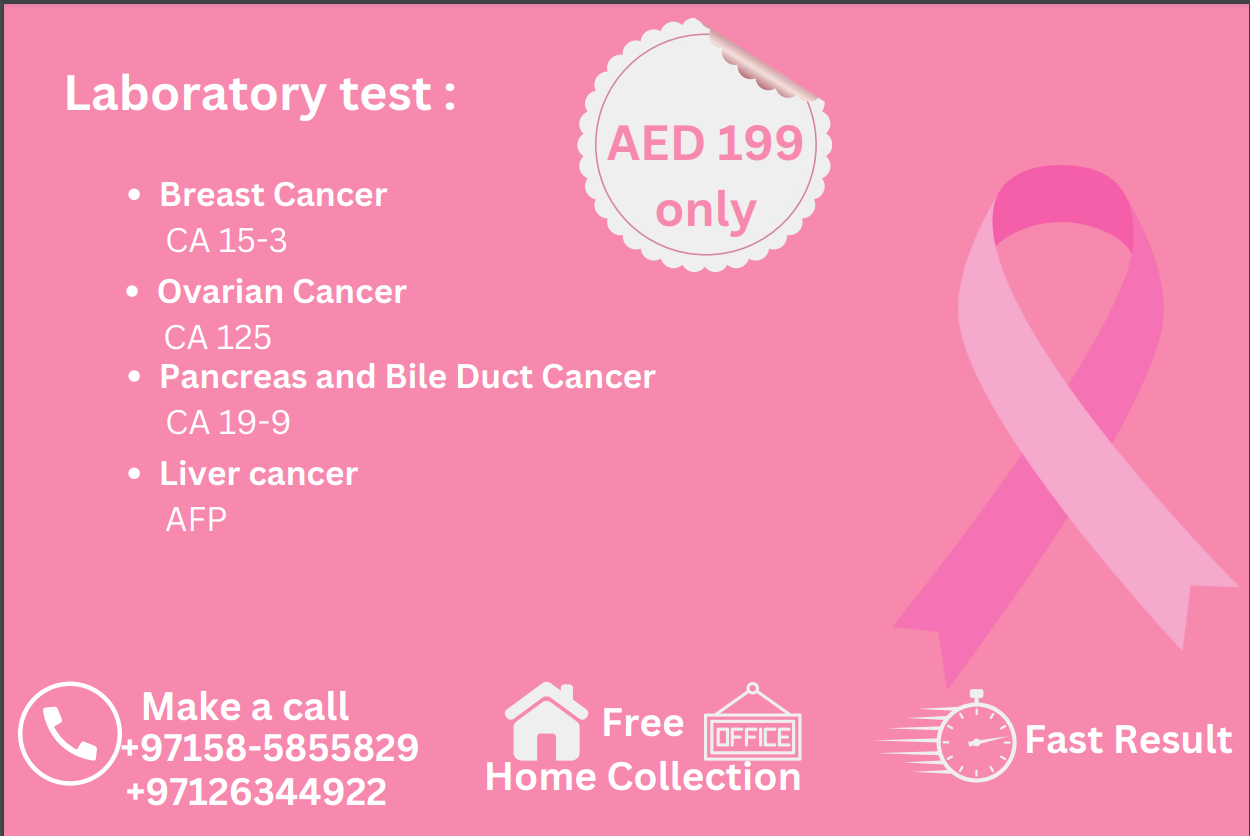 Laboratory test :
AED 199
only
• Breast Cancer
CA 15-3
• Ovarian Cancer
CA 125
• Pancreas and Bile Duct Cancer
CA 19-9
• Liver cancer
AFP
Make a call
+97158-5855829
+97126344922
Free
OFFICE
Home Collection
Fast Result